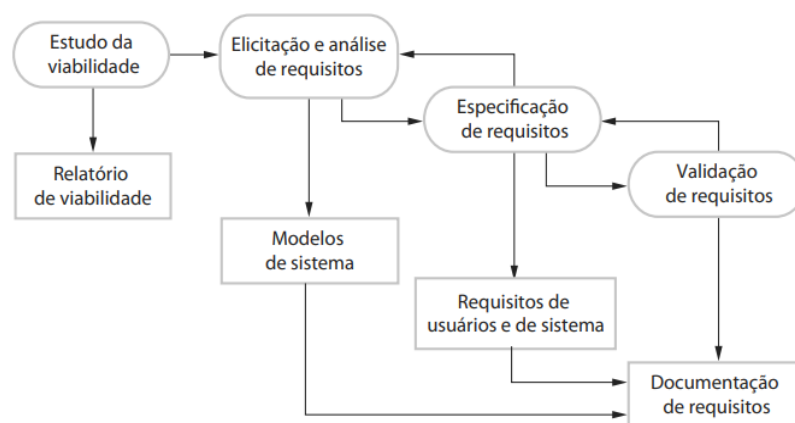 Estudo da
viabilidade
Elicitação e análise
de requisitos
Especificação
de requisitos
Validação
de requisitos
Relatório
de viabilidade
Modelos
de sistema
Requisitos de
usuários e de sistema
Documentação
de requisitos